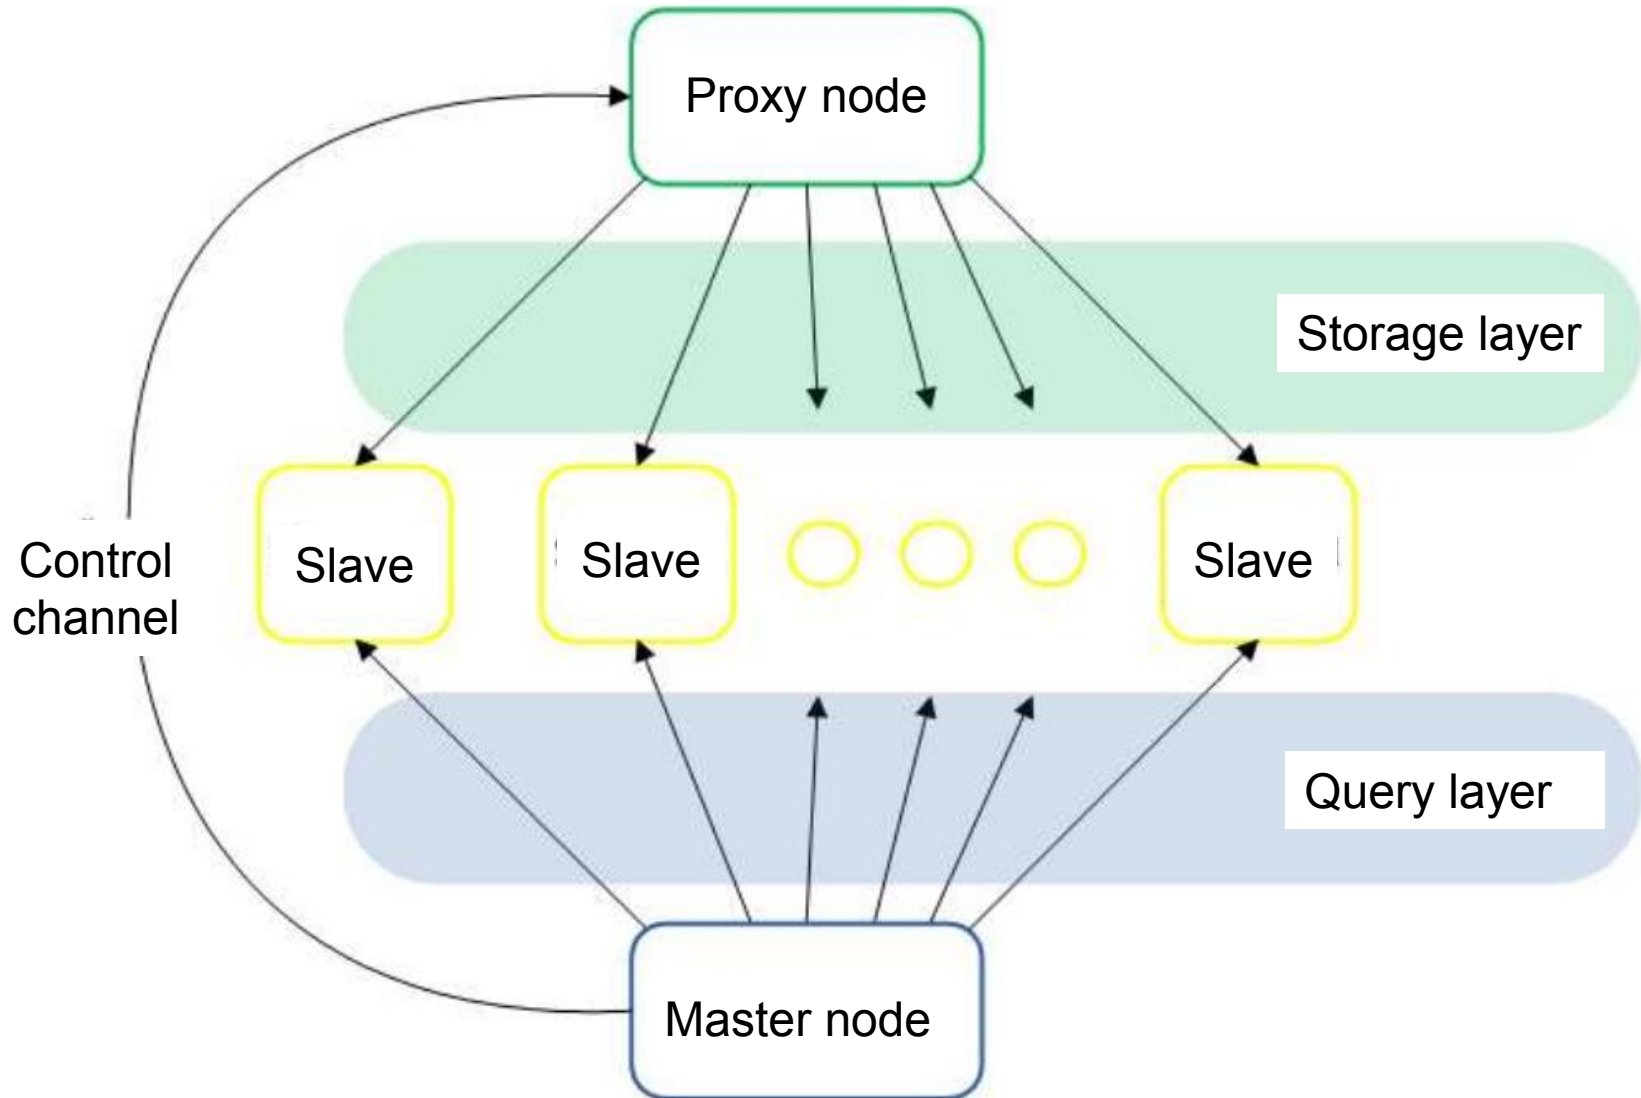 Proxy node
Storage layer
Control
channel
Slave
Slave
Slave
Query layer
Master node